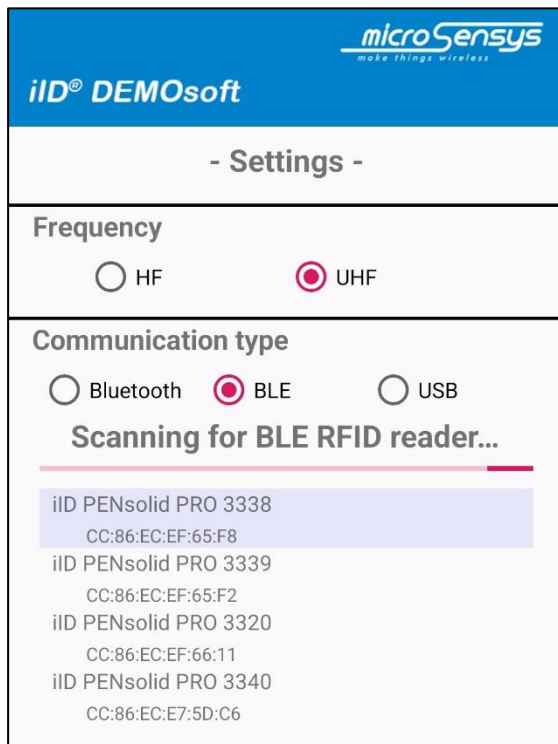 microSensys
make things wireless
iID® DEMOsoft
- Settings -
Frequency
HF UHF
Communication type
Bluetooth BLE USB
Scanning for BLE RFID reader...
iID PENsolid PRO 3338
CC:86:EC:EF:65:F8
iID PENsolid PRO 3339
CC:86:EC:EF:65:F2
iID PENsolid PRO 3320
CC:86:EC:EF:66:11
iID PENsolid PRO 3340
CC:86:EC:E7:5D:C6